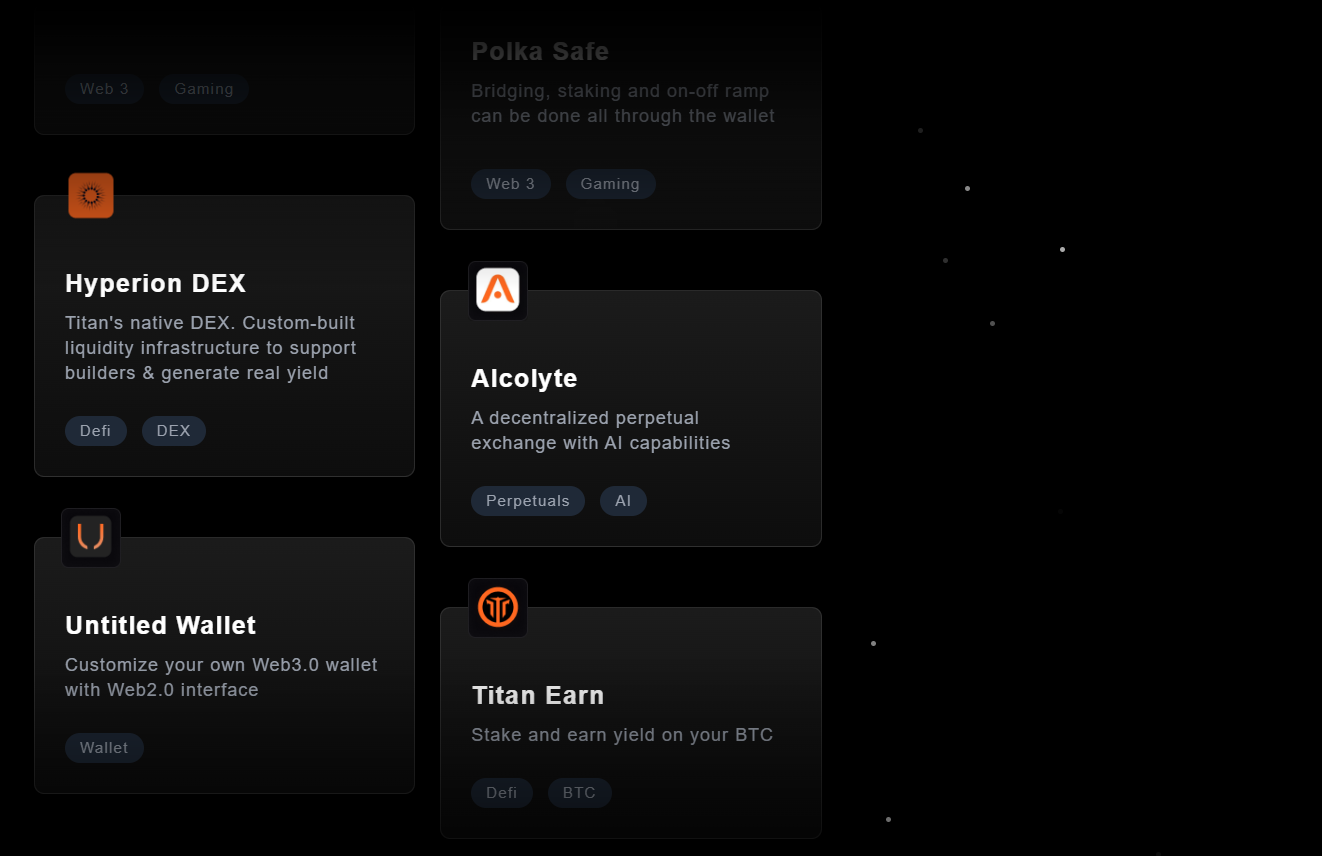 Web 3
Gaming
Hyperion DEX
Titan's native DEX. Custom-built
liquidity infrastructure to support
builders & generate real yield
Defi
DEX
Untitled Wallet
Customize your own Web3.0 wallet
with Web2.0 interface
Wallet
Polka Safe
Bridging, staking and on-off ramp
can be done all through the wallet
Web 3
Gaming
AIcolyte
A decentralized perpetual
exchange with AI capabilities
Perpetuals
AI
Titan Earn
Stake and earn yield on your BTC
Defi
BTC